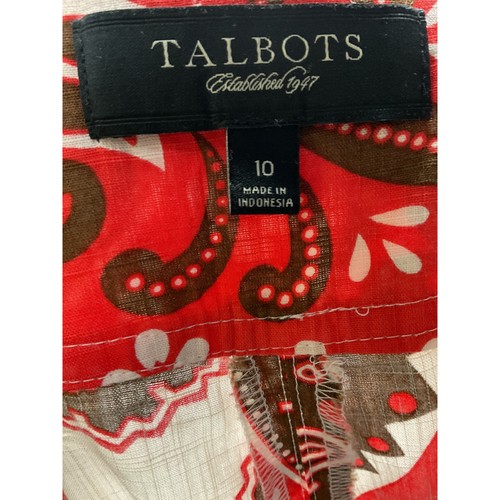 TALBOTS
Established 1947
10
MADE IN
INDONESIA